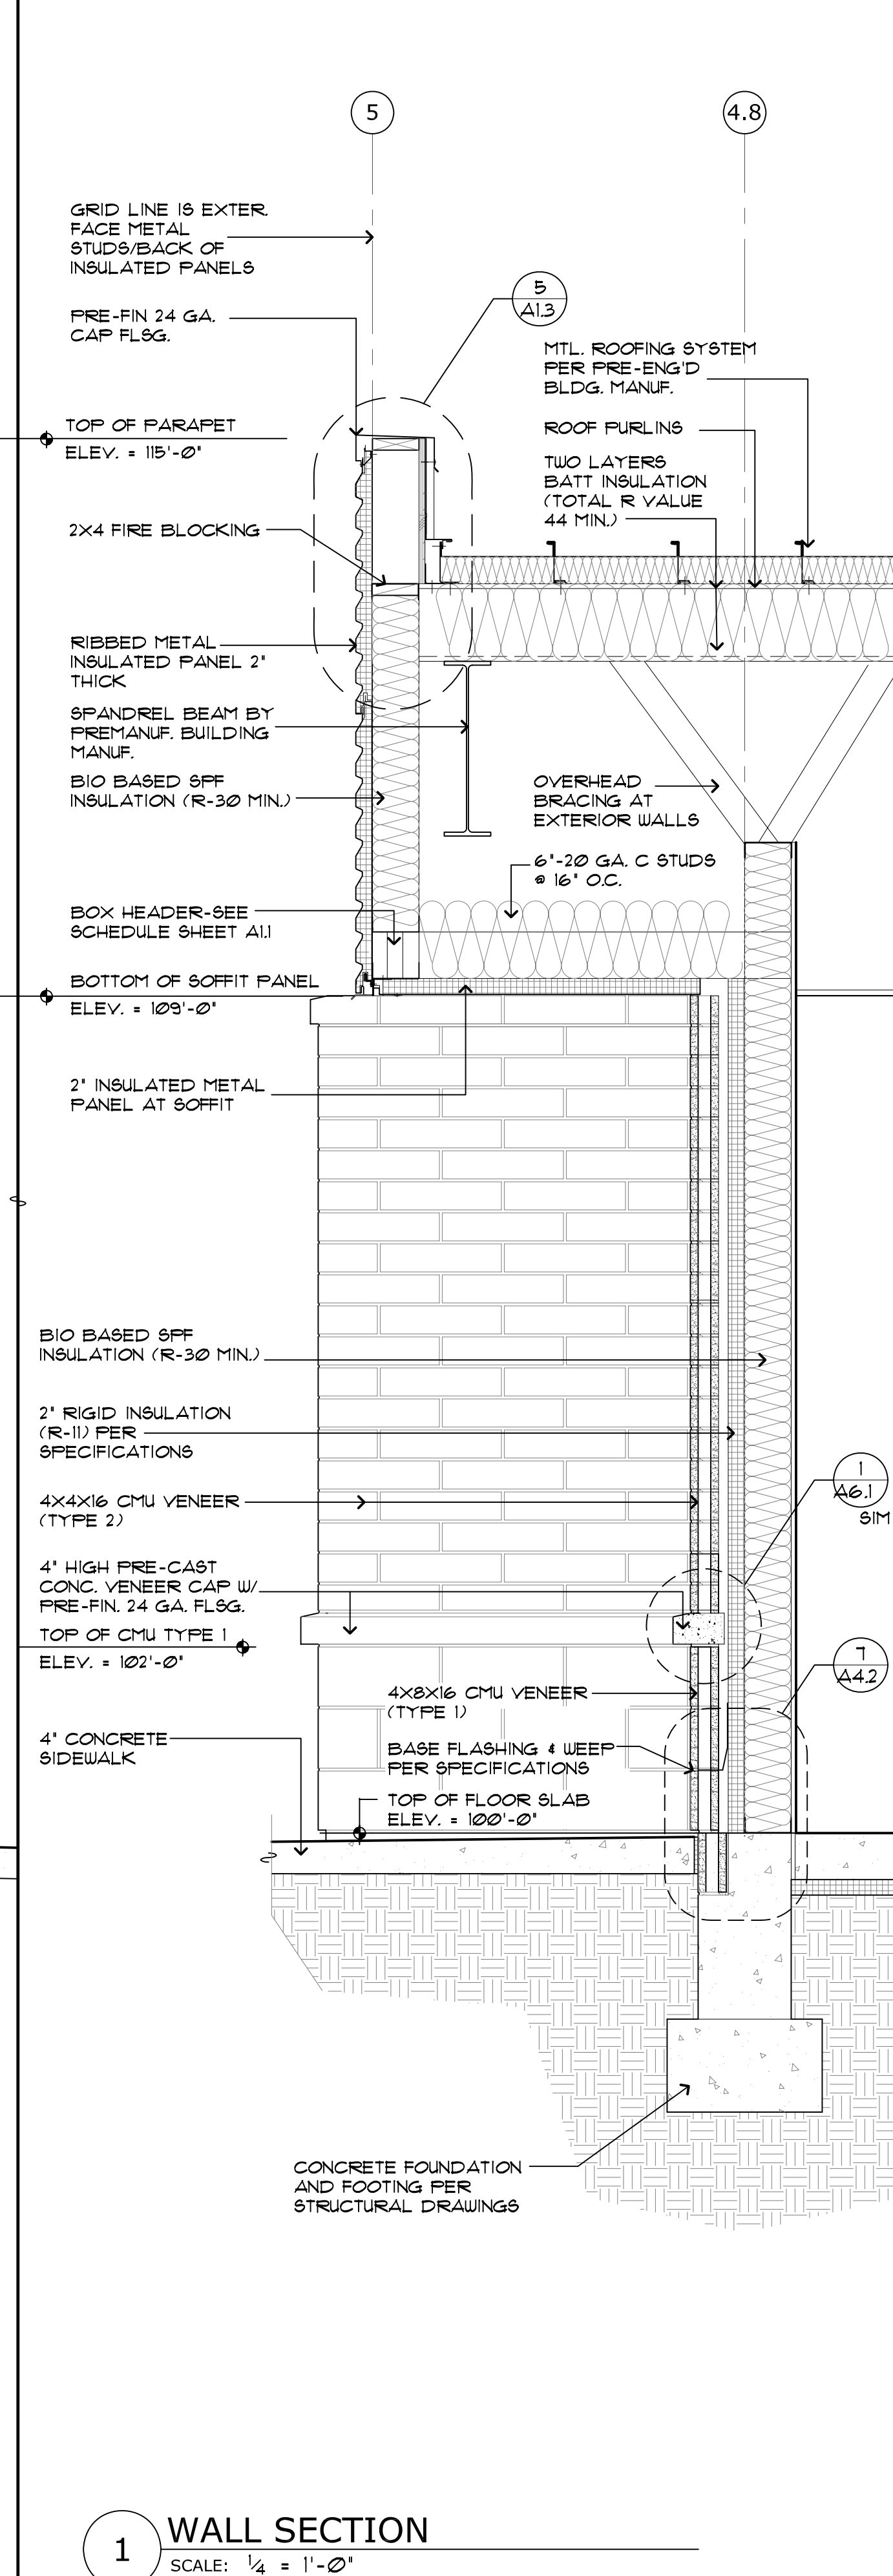 5
4.8
GRID LINE IS EXTER.
FACE METAL
STUDS/BACK OF
INSULATED PANELS
PRE-FIN 24 GA.
CAP FLSG.
5
A1.3
MTL. ROOFING SYSTEM
PER PRE-ENG'D
BLDG. MANUF.
TOP OF PARAPET
ELEV. = 115'-0"
ROOF PURLINS
TWO LAYERS
BATT INSULATION
(TOTAL R VALUE
44 MIN.)
2X4 FIRE BLOCKING
RIBBED METAL
INSULATED PANEL 2"
THICK
SPANDREL BEAM BY
PREMANUF. BUILDING
MANUF.
BIO BASED SPF
INSULATION (R-30 MIN.)
OVERHEAD
BRACING AT
EXTERIOR WALLS
6"-20 GA. C STUDS
@ 16" O.C.
BOX HEADER-SEE
SCHEDULE SHEET A1.1
BOTTOM OF SOFFIT PANEL
ELEV. = 109'-0"
2" INSULATED METAL
PANEL AT SOFFIT
BIO BASED SPF
INSULATION (R-30 MIN.)
2" RIGID INSULATION
(R-11) PER
SPECIFICATIONS
1
A6.1
SIM
4X4X16 CMU VENEER
(TYPE 2)
4" HIGH PRE-CAST
CONC. VENEER CAP W/
PRE-FIN. 24 GA. FLSG.
TOP OF CMU TYPE 1
ELEV. = 102'-0"
7
A4.2
4X8X16 CMU VENEER
(TYPE 1)
4" CONCRETE
SIDEWALK
BASE FLASHING & WEEP
PER SPECIFICATIONS
TOP OF FLOOR SLAB
ELEV. = 100'-0"
CONCRETE FOUNDATION
AND FOOTING PER
STRUCTURAL DRAWINGS
1
WALL SECTION
SCALE: 1/4 = 1'-0"